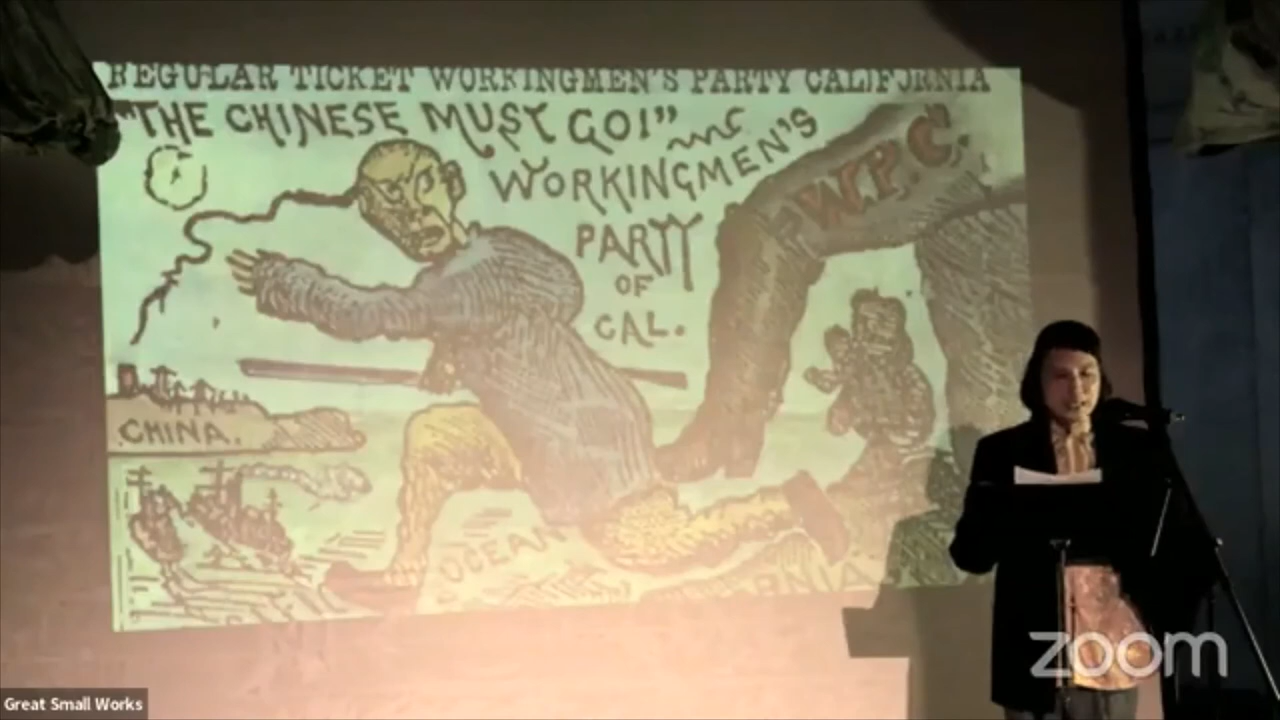 REGULAR TICKET WORKINGMEN'S PARTY CALIFORNIA
"THE CHINESE MUST GO!"
WORKINGMEN'S
PARTY
OF
CAL.
W.P.C.
CHINA.
OCEAN
zoom
Great Small Works